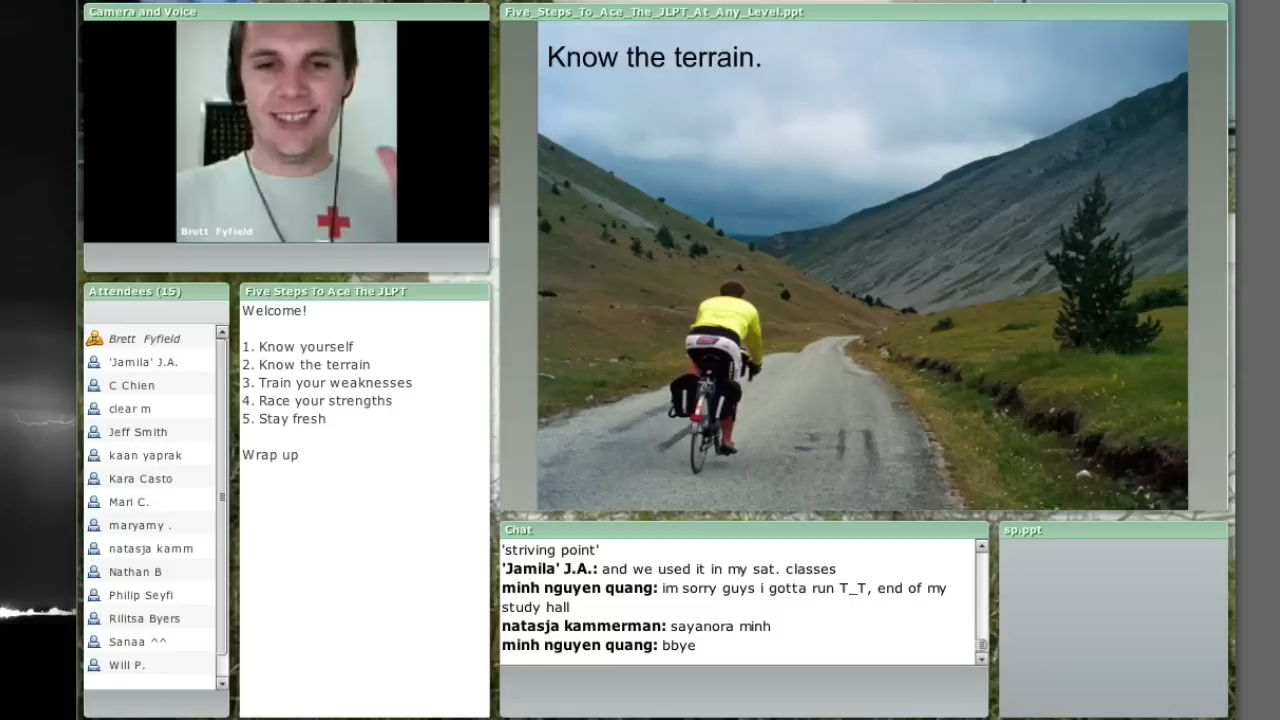 Camera and Voice
Brett Fyfield
Attendees (15)
Brett Fyfield
'Jamila' J.A.
C Chien
clear m
Jeff Smith
kaan yaprak
Kara Casto
Mari C.
maryamy .
natasja kamm
Nathan B
Philip Seyfi
Rilitsa Byers
Sanaa ^^
Will P.
Five Steps To Ace The JLPT
Welcome!
1. Know yourself
2. Know the terrain
3. Train your weaknesses
4. Race your strengths
5. Stay fresh
Wrap up
Five_Steps_To_Ace_The_JLPT_At_Any_Level.ppt
Know the terrain.
Chat
'striving point'
'Jamila' J.A.: and we used it in my sat. classes
minh nguyen quang: im sorry guys i gotta run T_T, end of my
study hall
natasja kammerman: sayanora minh
minh nguyen quang: bbye
sp.ppt